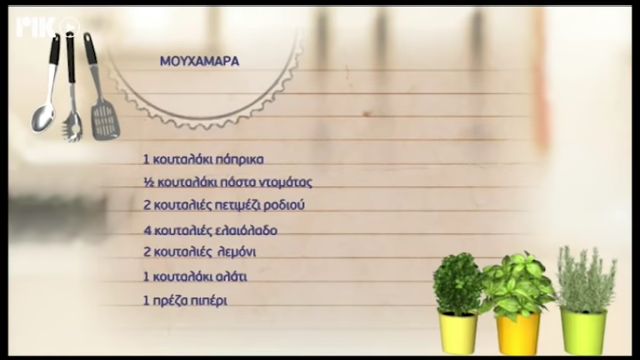 ΡΙΚ
ΜΟΥΧΑΜΑΡΑ
1 κουταλάκι πάπρικα
½ κουταλάκι πάστα ντομάτας
2 κουταλιές πετιμέζι ροδιού
4 κουταλιές ελαιόλαδο
2 κουταλιές λεμόνι
1 κουταλάκι αλάτι
1 πρέζα πιπέρι